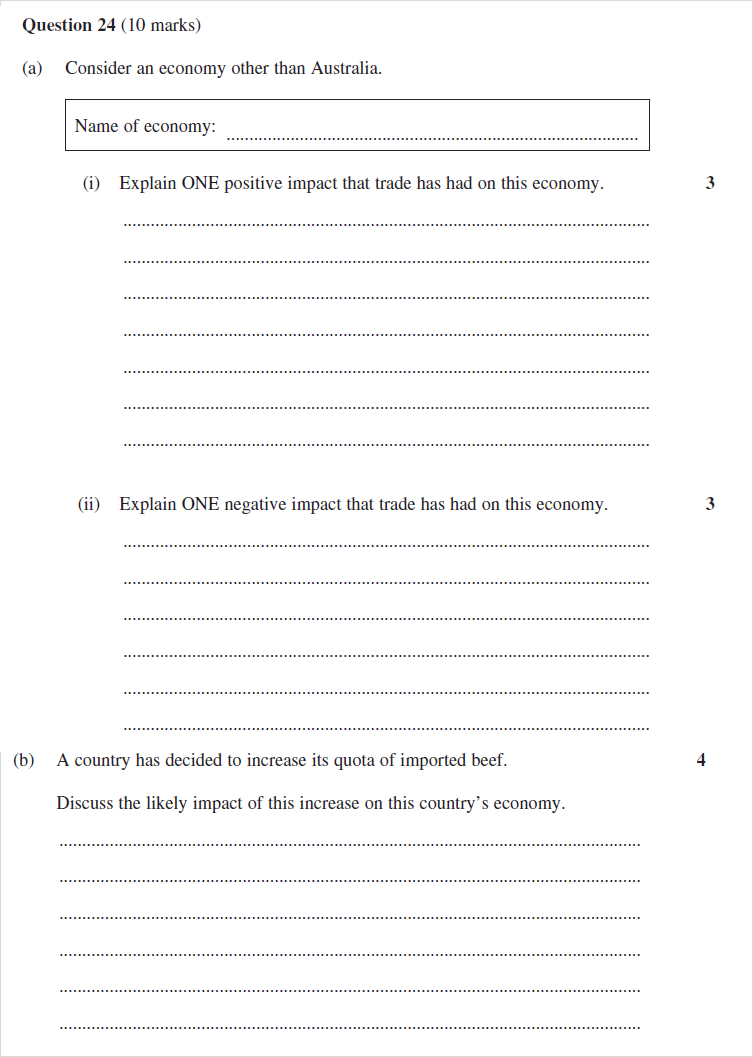 Question 24 (10 marks)
(a) Consider an economy other than Australia.
Name of economy: ..........................................................................................
(i) Explain ONE positive impact that trade has had on this economy. 3
(ii) Explain ONE negative impact that trade has had on this economy. 3
(b) A country has decided to increase its quota of imported beef. 4
Discuss the likely impact of this increase on this country's economy.